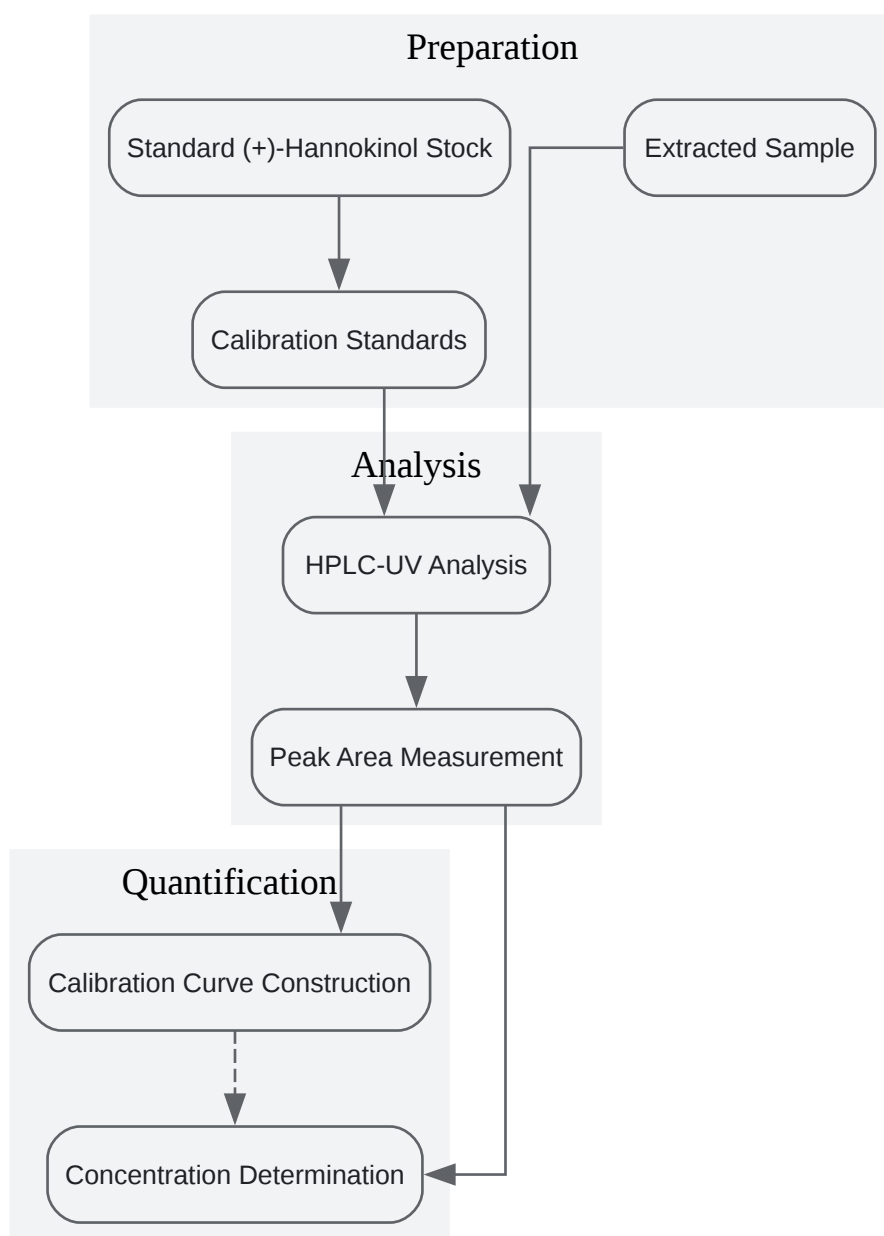 Preparation
Standard (+)-Hannokinol Stock
Extracted Sample
Calibration Standards
Analysis
HPLC-UV Analysis
Peak Area Measurement
Quantification
Calibration Curve Construction
Concentration Determination